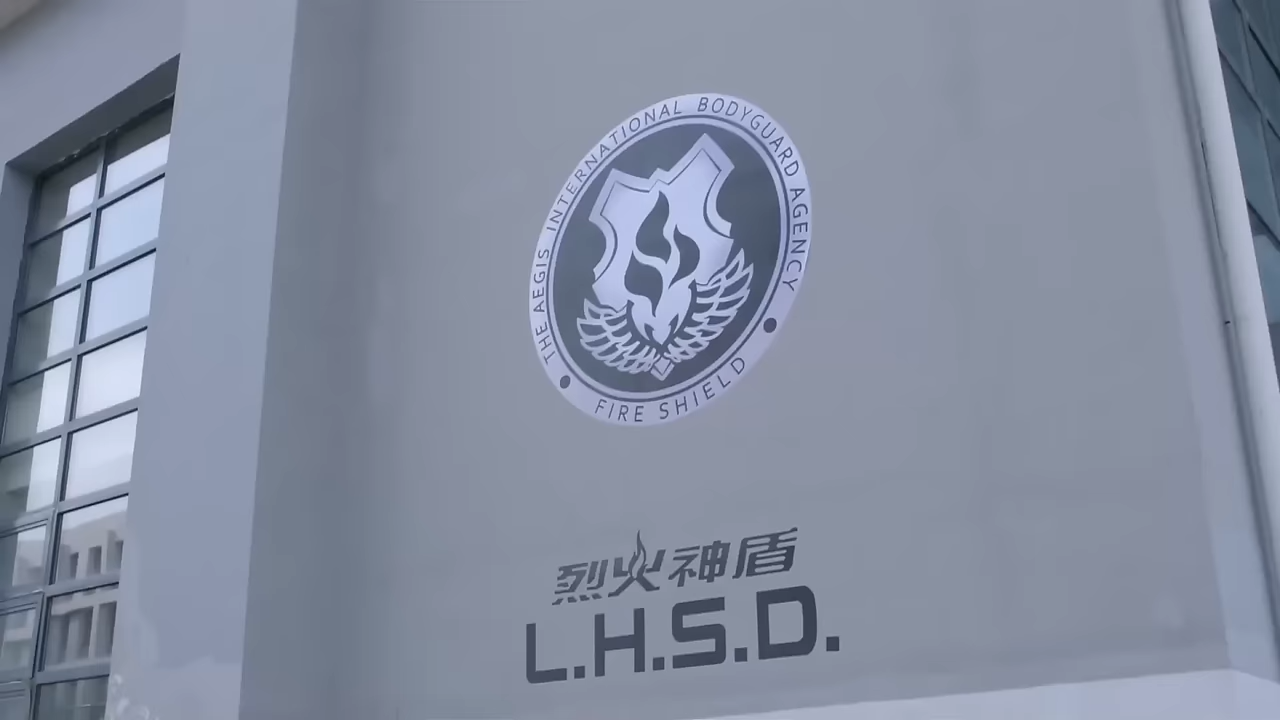 THE AEGIS INTERNATIONAL BODYGUARD AGENCY
FIRE SHIELD
烈火神盾
L.H.S.D.